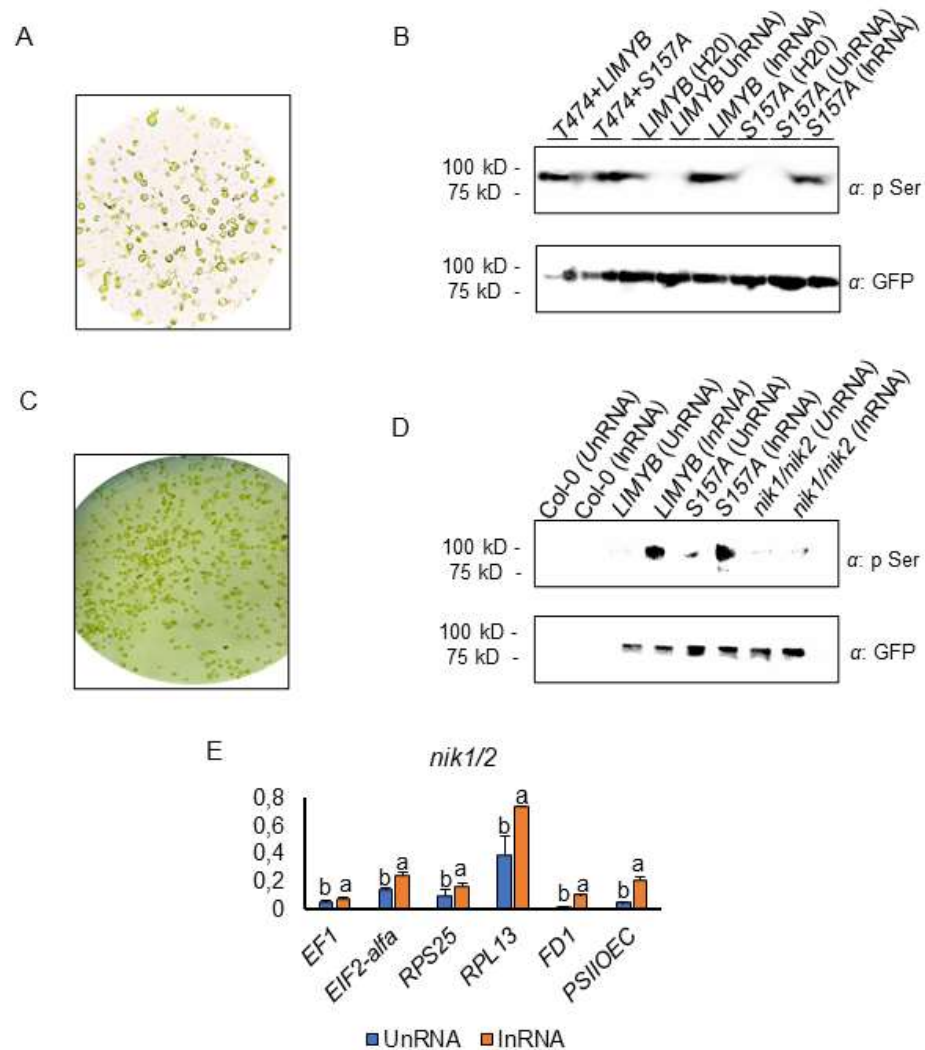 A
B
T474+LIMYB
T474+S157A
LIMYB (H20)
LIMYB UnRNA)
LIMYB (InRNA)
S157A (H20)
S157A (UnRNA)
S157A (InRNA)
100 kD -
75 kD -
α: p Ser
100 kD -
75 kD -
α: GFP
C
D
Col-0 (UnRNA)
Col-0 (InRNA)
LIMYB (UnRNA)
LIMYB (InRNA)
S157A (UnRNA)
S157A (InRNA)
nik1/nik2 (UnRNA)
nik1/nik2 (InRNA)
100 kD -
75 kD -
α: p Ser
100 kD -
75 kD -
α: GFP
E
nik1/2
0,8
0,6
0,4
0,2
0
b a b a b a b a b a b a
EF1
EIF2-alfa
RPS25
RPL13
FD1
PSIIOEC
UnRNA InRNA